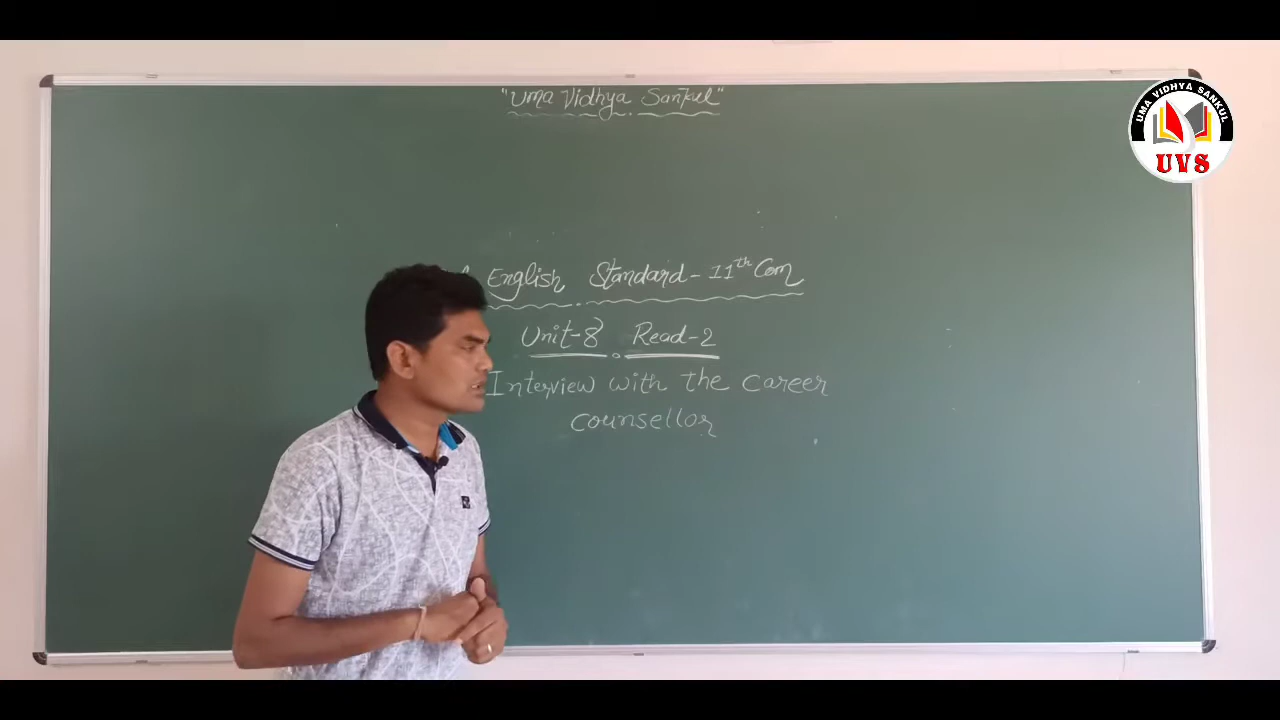 "Uma Vidhya Sankul"
English Standard - 11th Com
Unit-8 Read-2
Interview with the career
counsellor
UMA VIDHYA SANKUL
UVS